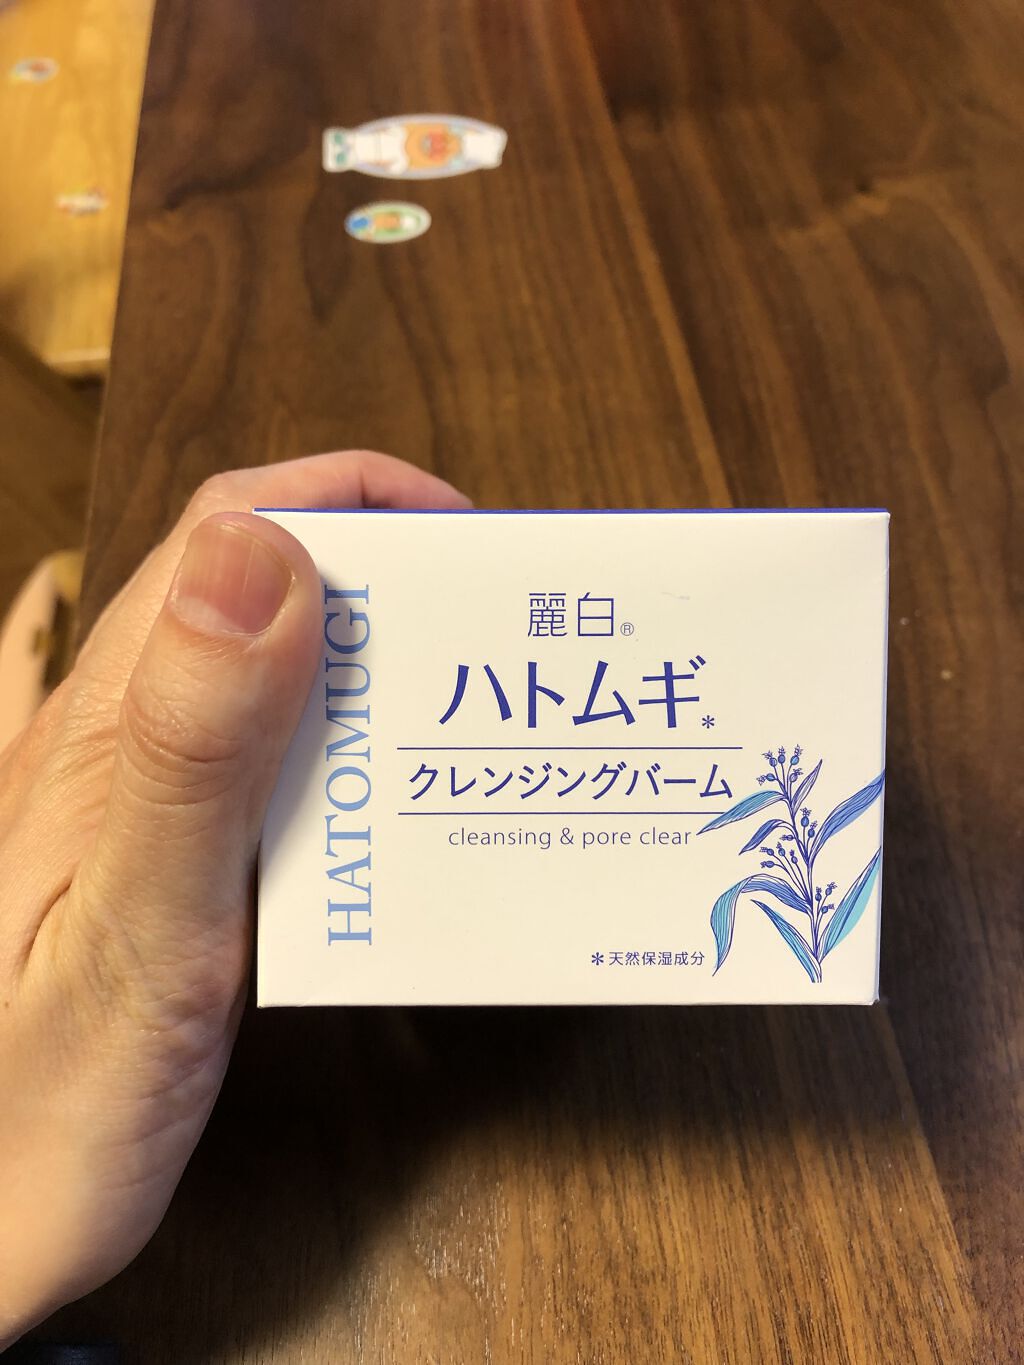 HATOMUGI
麗白®
ハトムギ*
クレンジングバーム
cleansing & pore clear
*天然保湿成分